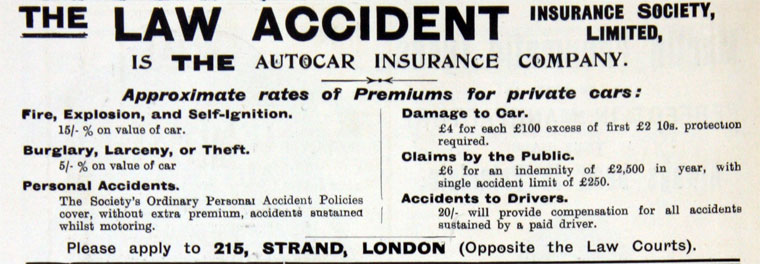 THE LAW ACCIDENT INSURANCE SOCIETY,
LIMITED,
IS THE AUTOCAR INSURANCE COMPANY.
Approximate rates of Premiums for private cars:
Fire, Explosion, and Self-Ignition.
15/- % on value of car.
Burglary, Larceny, or Theft.
5/- % on value of car
Personal Accidents.
The Society's Ordinary Personal Accident Policies
cover, without extra premium, accidents sustained
whilst motoring.
Damage to Car.
£4 for each £100 excess of first £2 10s. protection
required.
Claims by the Public.
£6 for an indemnity of £2,500 in year, with
single accident limit of £250.
Accidents to Drivers.
20/- will provide compensation for all accidents
sustained by a paid driver.
Please apply to 215, STRAND, LONDON (Opposite the Law Courts).